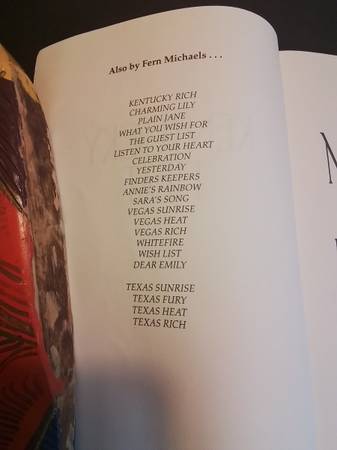 Also by Fern Michaels . . .
KENTUCKY RICH
CHARMING LILY
PLAIN JANE
WHAT YOU WISH FOR
THE GUEST LIST
LISTEN TO YOUR HEART
CELEBRATION
YESTERDAY
FINDERS KEEPERS
ANNIE'S RAINBOW
SARA'S SONG
VEGAS SUNRISE
VEGAS HEAT
VEGAS RICH
WHITEFIRE
WISH LIST
DEAR EMILY
TEXAS SUNRISE
TEXAS FURY
TEXAS HEAT
TEXAS RICH